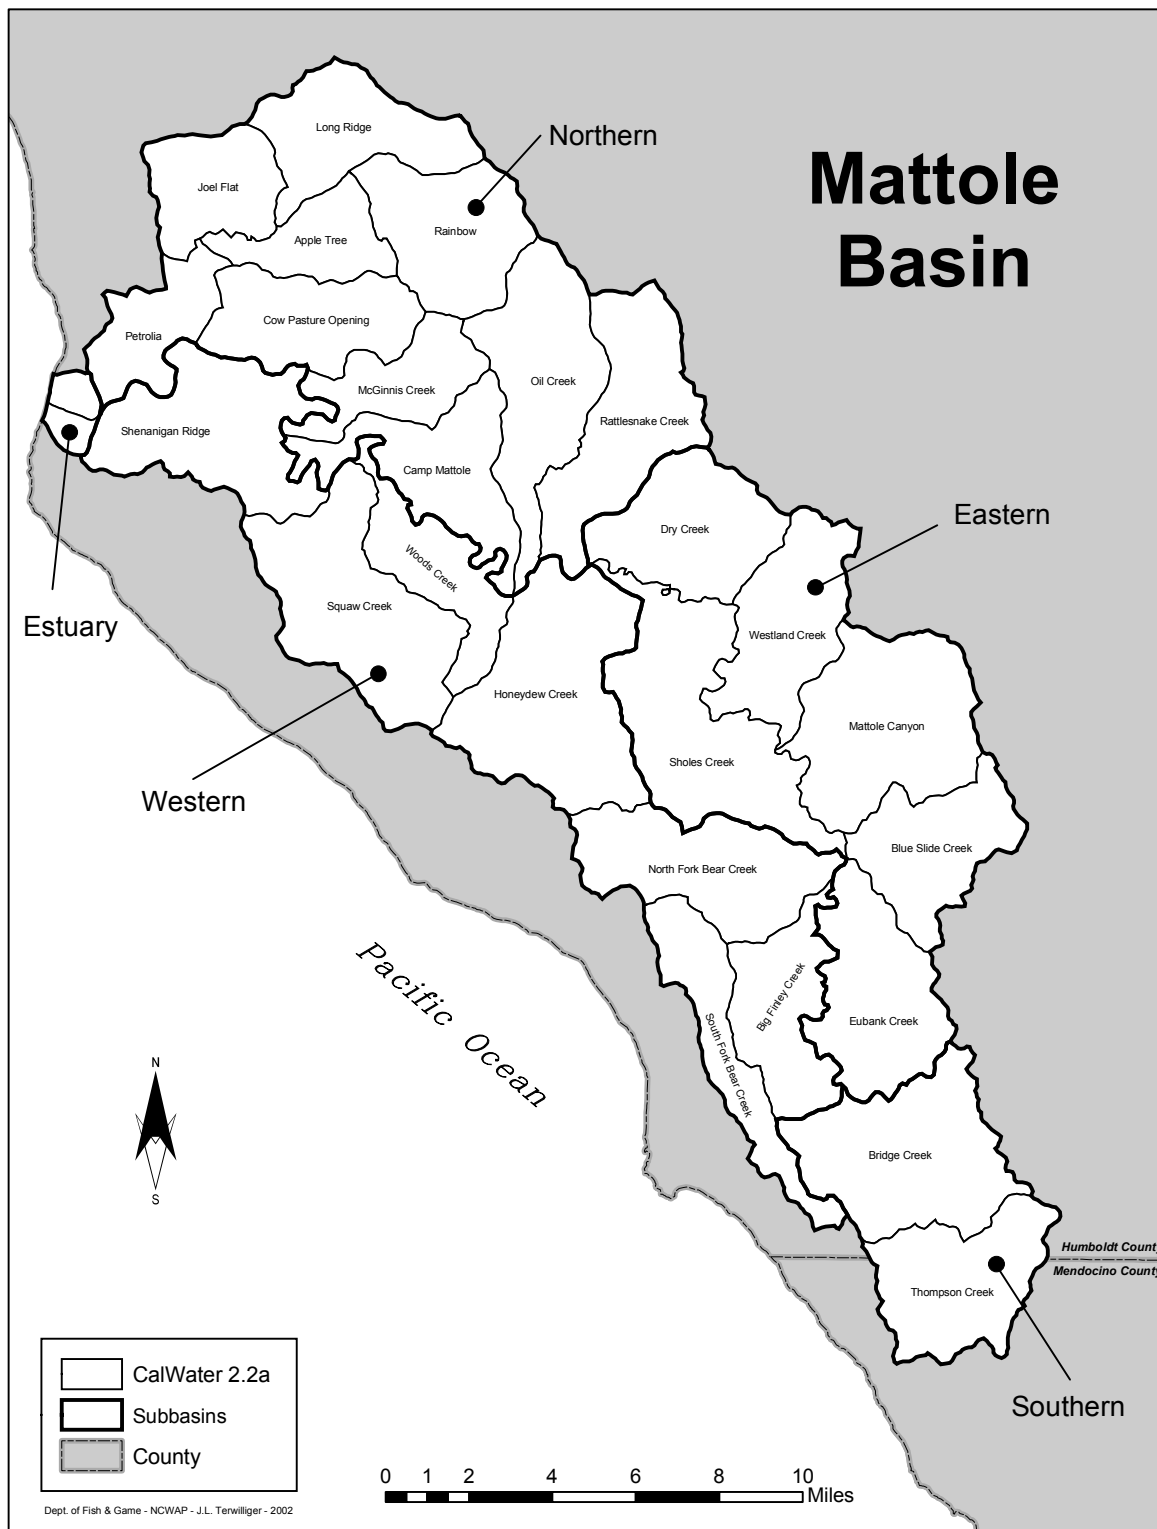 Mattole
Basin
Northern
Long Ridge
Joel Flat
Apple Tree
Rainbow
Cow Pasture Opening
Petrolia
McGinnis Creek
Oil Creek
Rattlesnake Creek
Shenanigan Ridge
Camp Mattole
Dry Creek
Eastern
Woods Creek
Squaw Creek
Estuary
Westland Creek
Honeydew Creek
Mattole Canyon
Sholes Creek
Western
Blue Slide Creek
North Fork Bear Creek
Pacific Ocean
Big Finley Creek
South Fork Bear Creek
Eubank Creek
N
S
Bridge Creek
Humboldt County
Mendocino County
Thompson Creek
Southern
CalWater 2.2a
Subbasins
County
0 1 2 4 6 8 10
Miles
Dept. of Fish & Game - NCWAP - J.L. Terwilliger - 2002